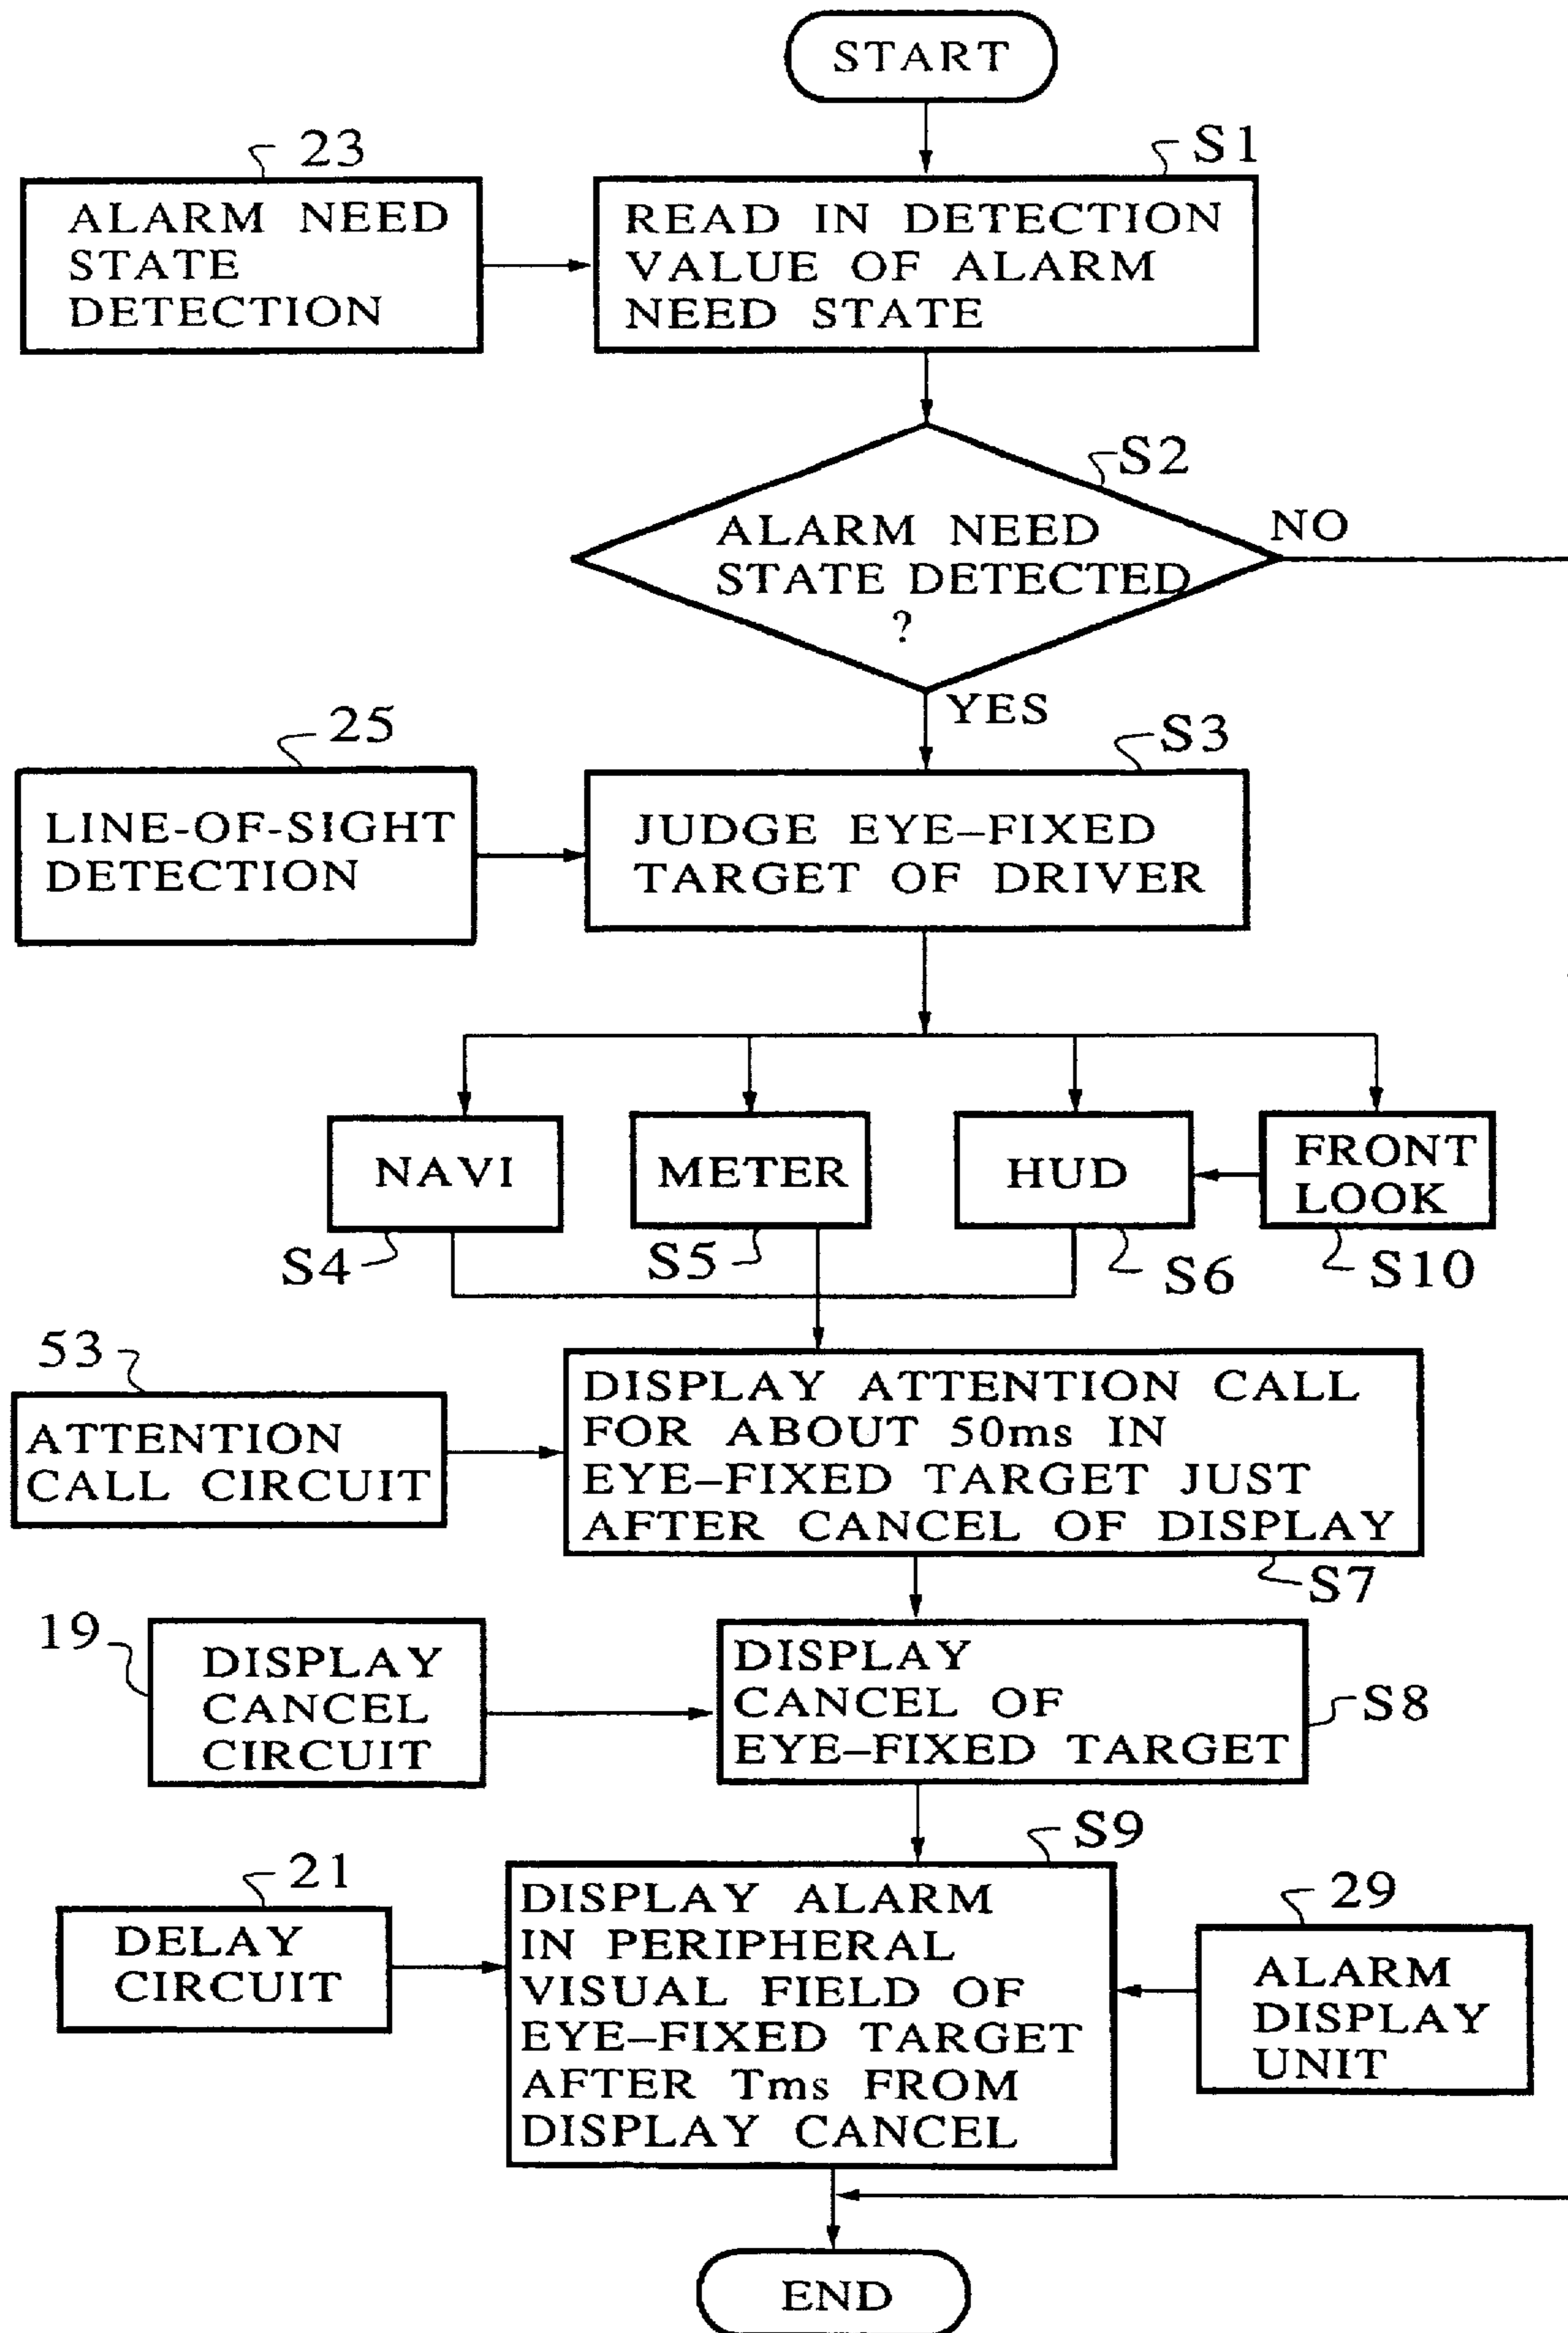 START
23
S1
ALARM NEED
STATE
DETECTION
READ IN DETECTION
VALUE OF ALARM
NEED STATE
S2
ALARM NEED
STATE DETECTED
?
NO
YES
25
S3
LINE-OF-SIGHT
DETECTION
JUDGE EYE–FIXED
TARGET OF DRIVER
NAVI
METER
HUD
FRONT
LOOK
S4
S5
S6
S10
53
ATTENTION
CALL CIRCUIT
DISPLAY ATTENTION CALL
FOR ABOUT 50ms IN
EYE–FIXED TARGET JUST
AFTER CANCEL OF DISPLAY
S7
19
DISPLAY
CANCEL
CIRCUIT
DISPLAY
CANCEL OF
EYE–FIXED TARGET
S8
S9
21
DELAY
CIRCUIT
DISPLAY ALARM
IN PERIPHERAL
VISUAL FIELD OF
EYE–FIXED TARGET
AFTER Tms FROM
DISPLAY CANCEL
29
ALARM
DISPLAY
UNIT
END